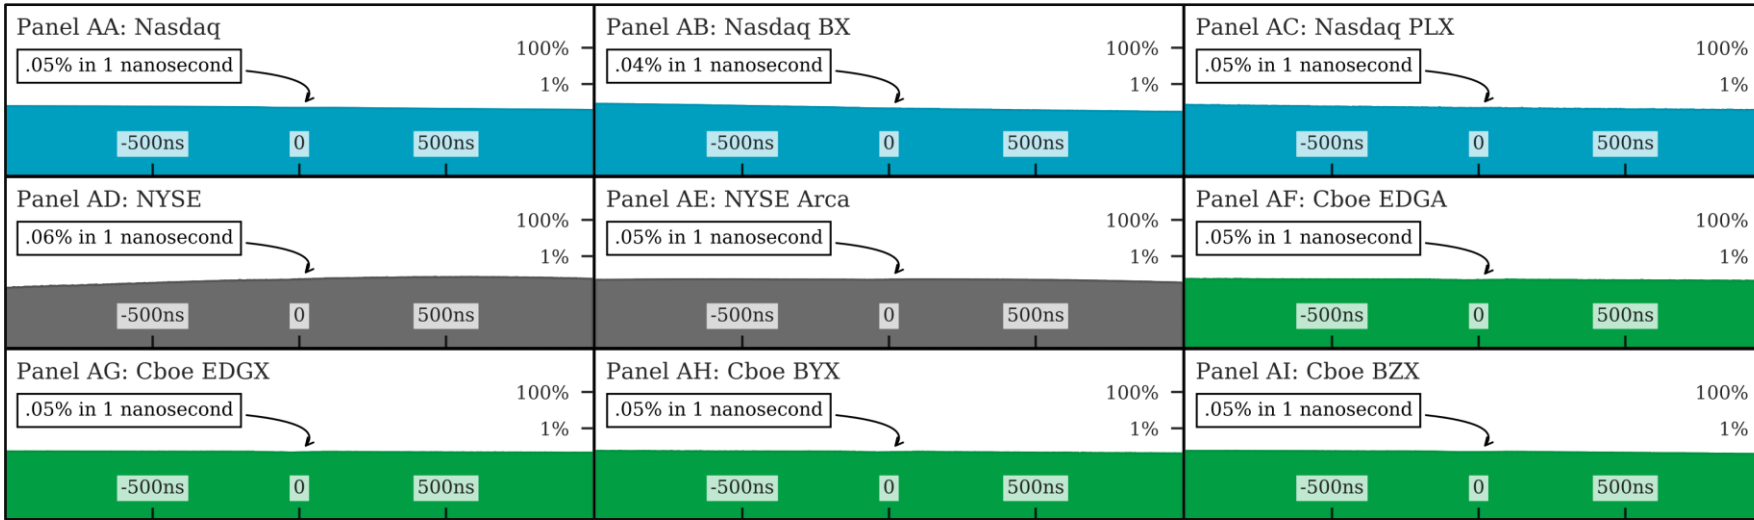 Panel AA: Nasdaq
.05% in 1 nanosecond
100%
1%
-500ns 0 500ns
Panel AB: Nasdaq BX
.04% in 1 nanosecond
100%
1%
-500ns 0 500ns
Panel AC: Nasdaq PLX
.05% in 1 nanosecond
100%
1%
-500ns 0 500ns
Panel AD: NYSE
.06% in 1 nanosecond
100%
1%
-500ns 0 500ns
Panel AE: NYSE Arca
.05% in 1 nanosecond
100%
1%
-500ns 0 500ns
Panel AF: Cboe EDGA
.05% in 1 nanosecond
100%
1%
-500ns 0 500ns
Panel AG: Cboe EDGX
.05% in 1 nanosecond
100%
1%
-500ns 0 500ns
Panel AH: Cboe BYX
.05% in 1 nanosecond
100%
1%
-500ns 0 500ns
Panel AI: Cboe BZX
.05% in 1 nanosecond
100%
1%
-500ns 0 500ns